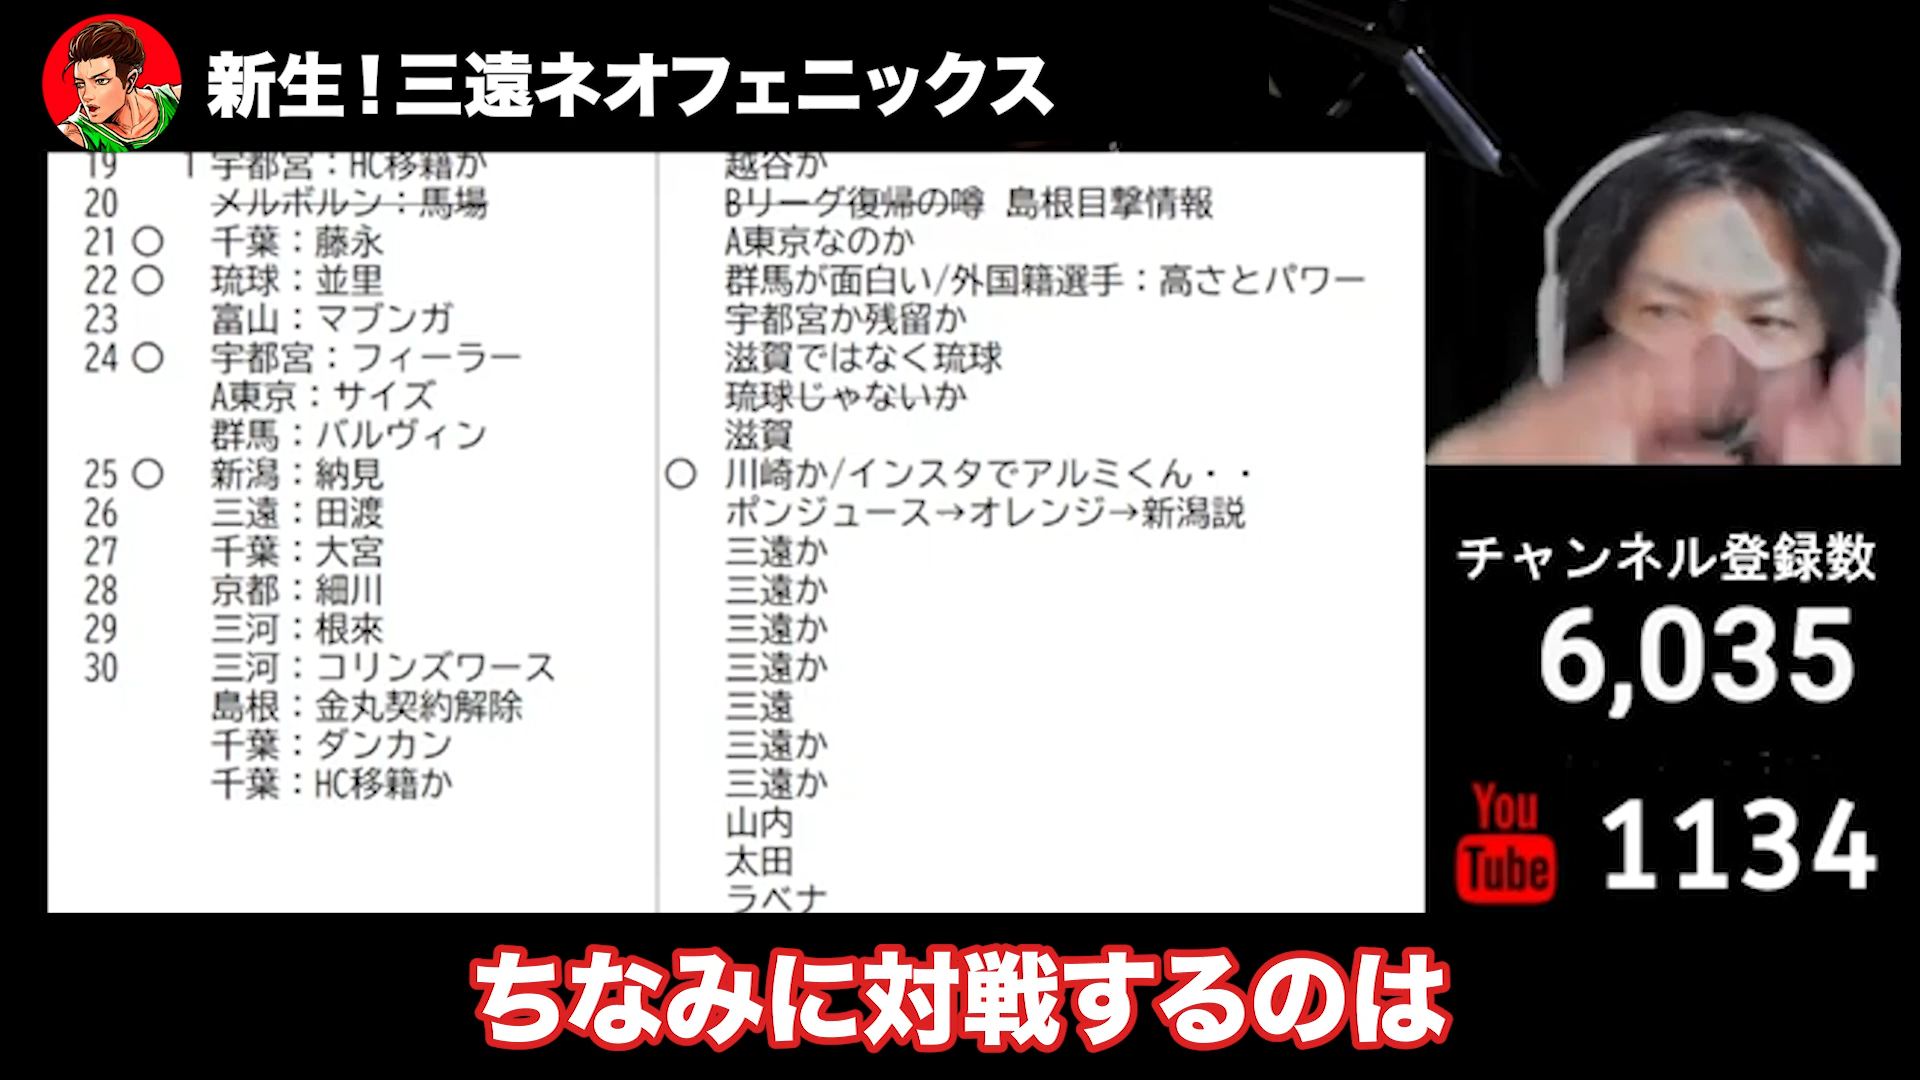 新生！三遠ネオフェニックス
19 1 宇都宮：HC移籍か 越谷か
20 メルボルン：馬場 Bリーグ復帰の噂 島根目撃情報
21 〇 千葉：藤永 A東京なのか
22 〇 琉球：並里 群馬が面白い/外国籍選手：高さとパワー
23 富山：マブンガ 宇都宮か残留か
24 〇 宇都宮：フィーラー 滋賀ではなく琉球
A東京：サイズ 琉球じゃないか
群馬：パルヴィン 滋賀
25 〇 新潟：納見 〇 川崎か/インスタでアルミくん・・
26 三遠：田渡 ポンジュース→オレンジ→新潟説
27 千葉：大宮 三遠か
28 京都：細川 三遠か
29 三河：根來 三遠か
30 三河：コリンズワース 三遠か
島根：金丸契約解除 三遠
千葉：ダンカン 三遠か
千葉：HC移籍か 三遠か
山内
太田
ラベナ
チャンネル登録数
6,035
You
Tube
1134
ちなみに対戦するのは